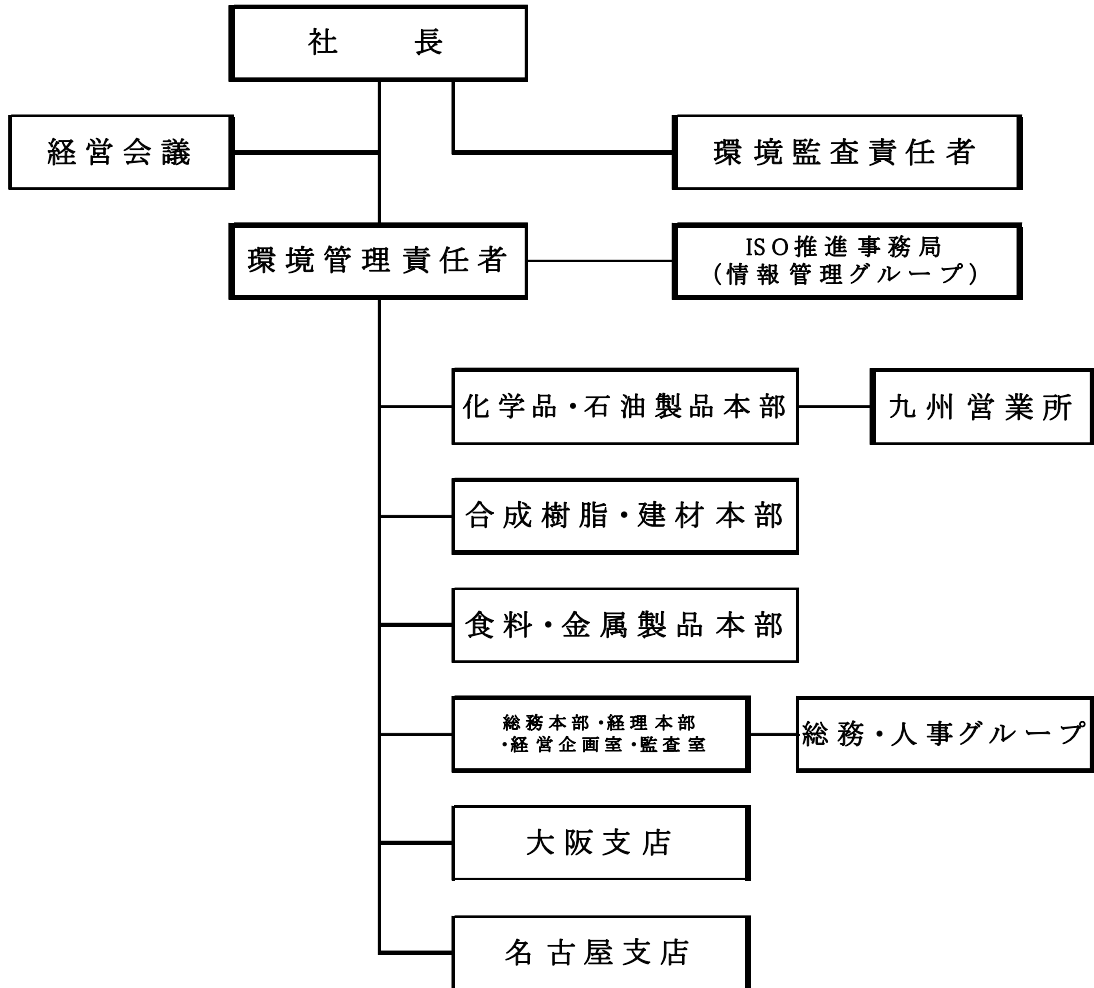 社長
経営会議
環境監査責任者
環境管理責任者
ISO推進事務局
(情報管理グループ)
化学品・石油製品本部
九州営業所
合成樹脂・建材本部
食料・金属製品本部
総務本部・経理本部
・経営企画室・監査室
総務・人事グループ
大阪支店
名古屋支店